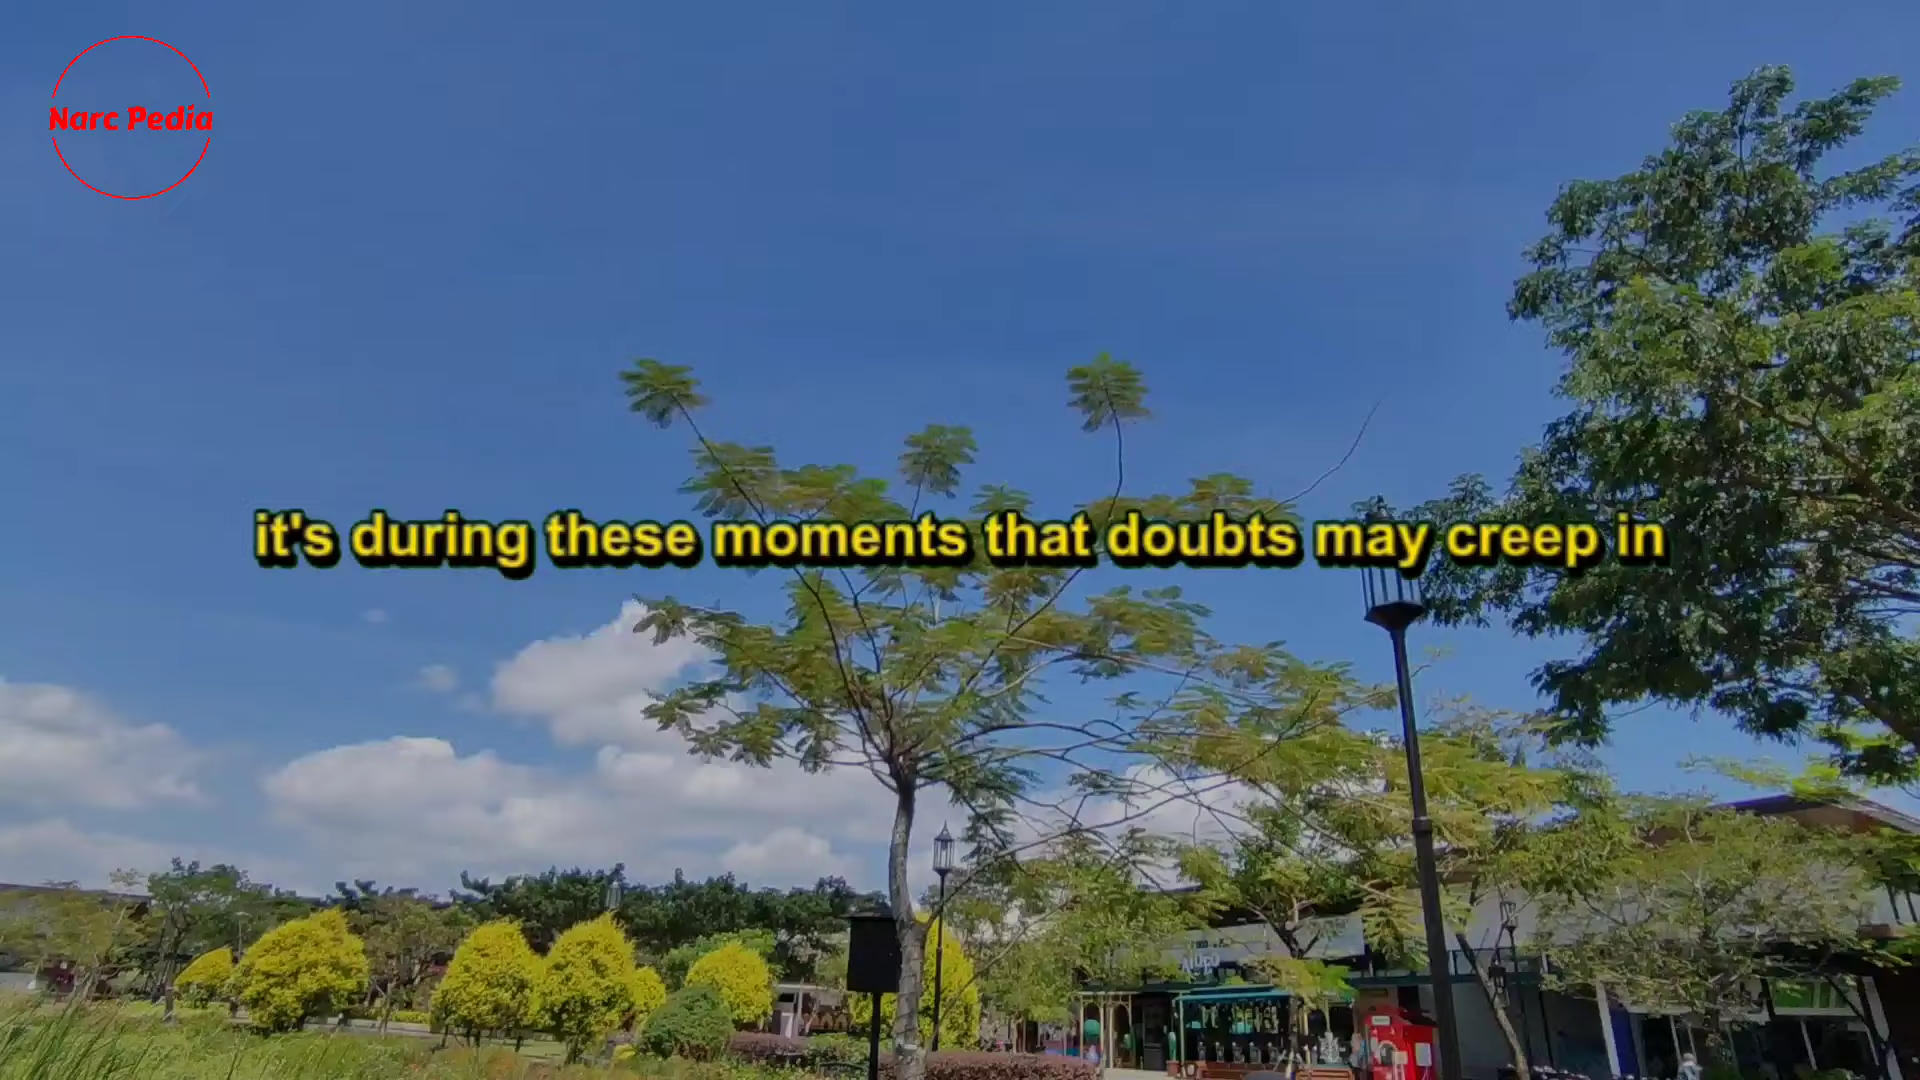 Narc Pedia
it's during these moments that doubts may creep in